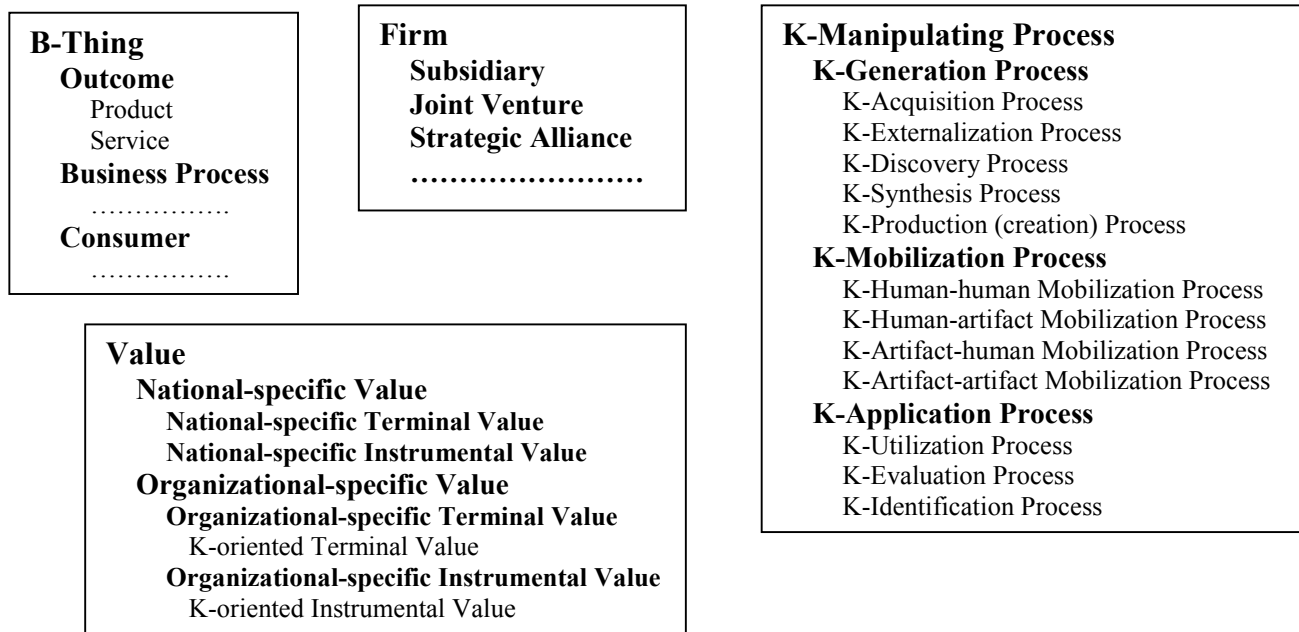 B-Thing
Outcome
Product
Service
Business Process
…………….
Consumer
…………….
Firm
Subsidiary
Joint Venture
Strategic Alliance
……………………
K-Manipulating Process
K-Generation Process
K-Acquisition Process
K-Externalization Process
K-Discovery Process
K-Synthesis Process
K-Production (creation) Process
K-Mobilization Process
K-Human-human Mobilization Process
K-Human-artifact Mobilization Process
K-Artifact-human Mobilization Process
K-Artifact-artifact Mobilization Process
K-Application Process
K-Utilization Process
K-Evaluation Process
K-Identification Process
Value
National-specific Value
National-specific Terminal Value
National-specific Instrumental Value
Organizational-specific Value
Organizational-specific Terminal Value
K-oriented Terminal Value
Organizational-specific Instrumental Value
K-oriented Instrumental Value